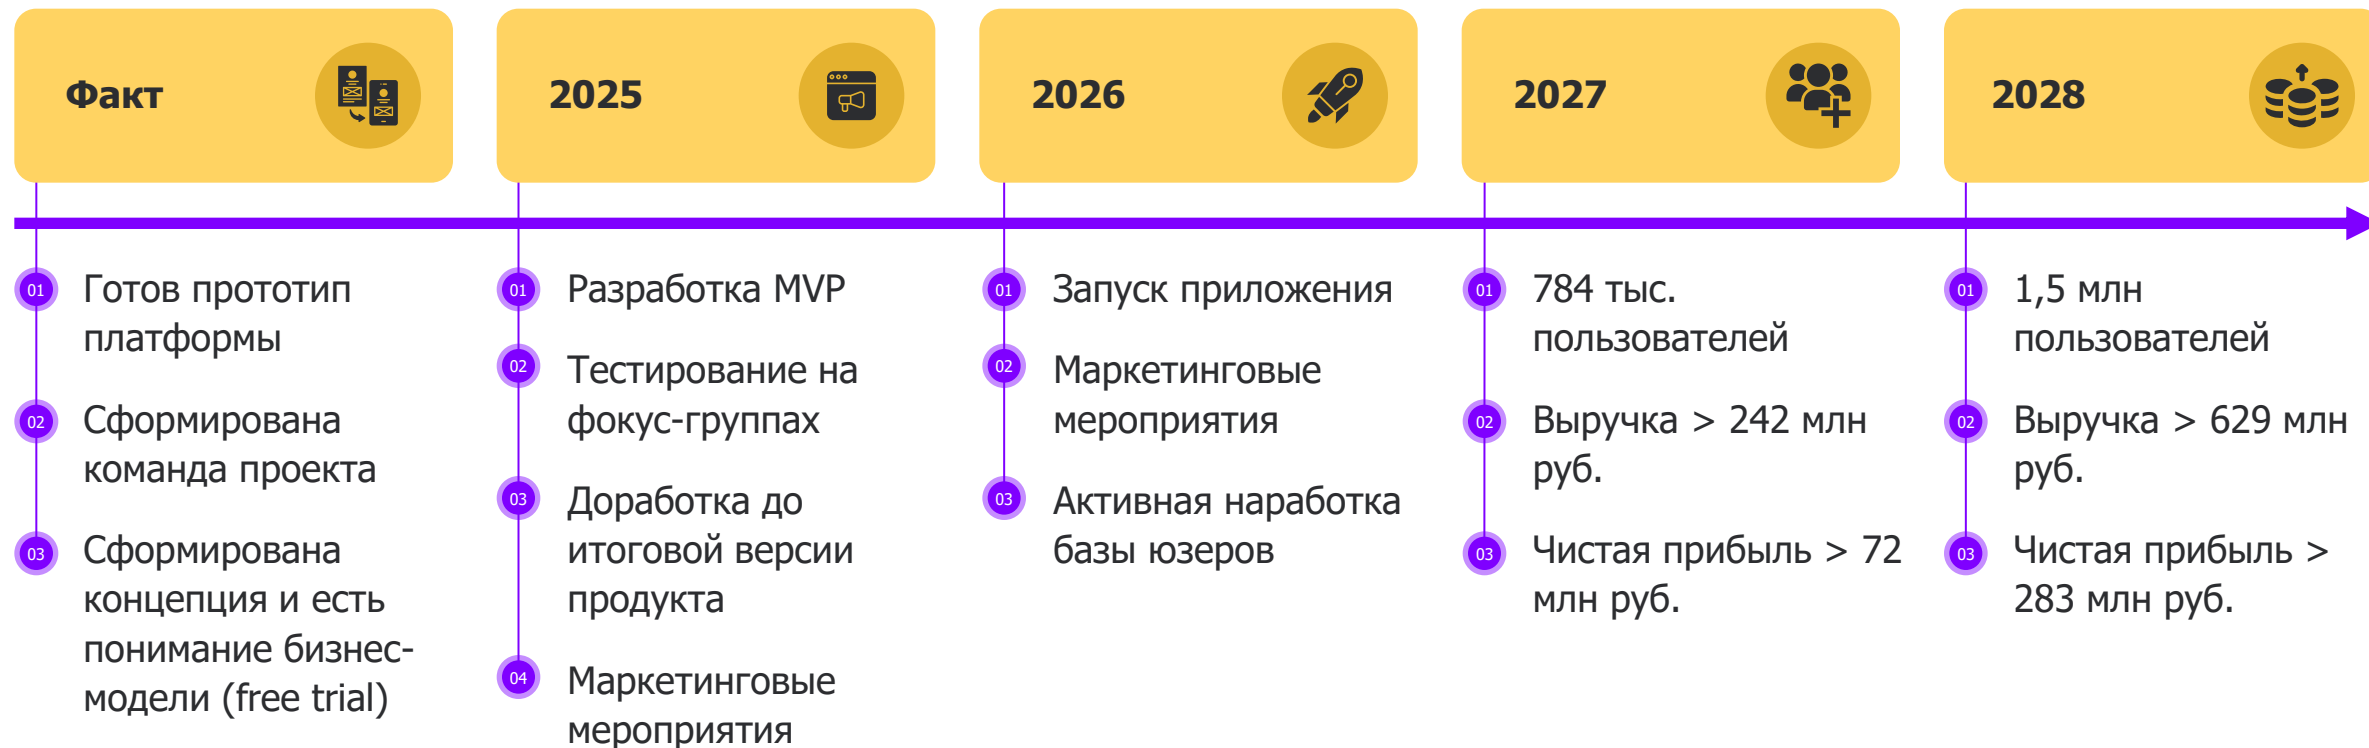 Факт
01
Готов прототип
платформы
02
Сформирована
команда проекта
03
Сформирована
концепция и есть
понимание бизнес-
модели (free trial)
2025
01
Разработка MVP
02
Тестирование на
фокус-группах
03
Доработка до
итоговой версии
продукта
04
Маркетинговые
мероприятия
2026
01
Запуск приложения
02
Маркетинговые
мероприятия
03
Активная наработка
базы юзеров
2027
01
784 тыс.
пользователей
02
Выручка > 242 млн
руб.
03
Чистая прибыль > 72
млн руб.
2028
01
1,5 млн
пользователей
02
Выручка > 629 млн
руб.
03
Чистая прибыль >
283 млн руб.